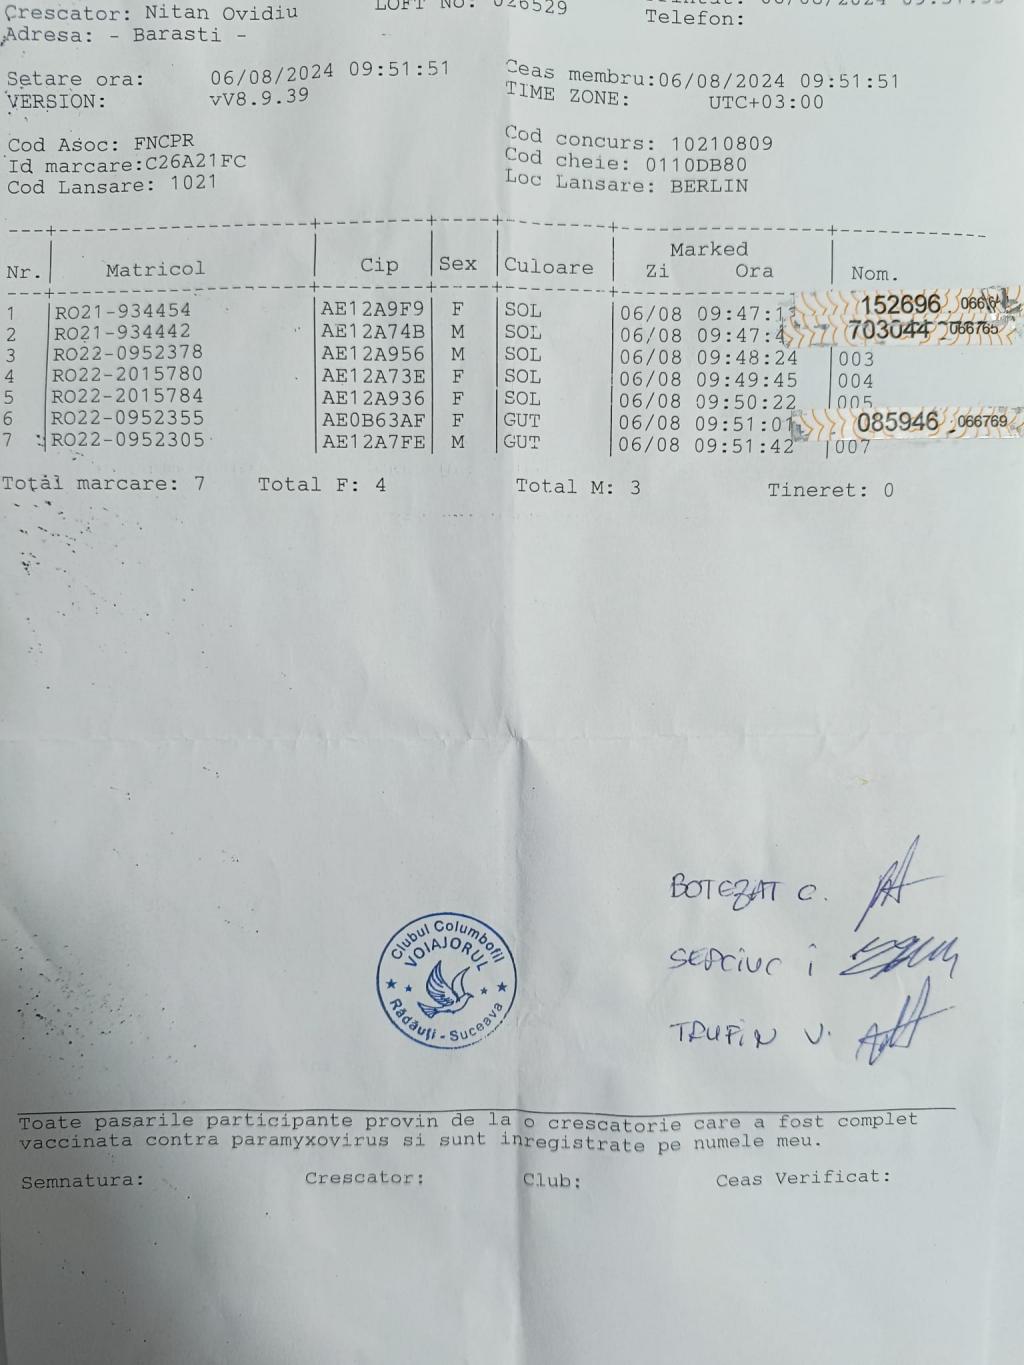 Crescator: Nitan Ovidiu LOFT NO: 026529
Telefon:
Adresa: - Barasti -
Setare ora: 06/08/2024 09:51:51 Ceas membru:06/08/2024 09:51:51
VERSION: vV8.9.39 TIME ZONE: UTC+03:00
Cod Asoc: FNCPR Cod concurs: 10210809
Id marcare:C26A21FC Cod cheie: 0110DB80
Cod Lansare: 1021 Loc Lansare: BERLIN
Nr. Matricol Cip Sex Culoare Marked Zi Ora Nom.
1 RO21-934454 AE12A9F9 F SOL 06/08 152696
2 RO21-934442 AE12A74B M SOL 06/08 703044 066765
3 RO22-0952378 AE12A956 M SOL 06/08 09:48:24 003
4 RO22-2015780 AE12A73E F SOL 06/08 09:49:45 004
5 RO22-2015784 AE12A936 F SOL 06/08 09:50:22 005
6 RO22-0952355 AE0B63AF F GUT 06/08 09:51:01 085946 066769
7 RO22-0952305 AE12A7FE M GUT 06/08 09:51:42 007
Total marcare: 7 Total F: 4 Total M: 3 Tineret: 0
BOTEZAT C.
Clubul Columbofil
VOIAJORUL
Rădăuți - Suceava
TRUFIN V.
Toate pasarile participante provin de la o crescatorie care a fost complet
vaccinata contra paramyxovirus si sunt inregistrate pe numele meu.
Semnatura: Crescator: Club: Ceas Verificat: